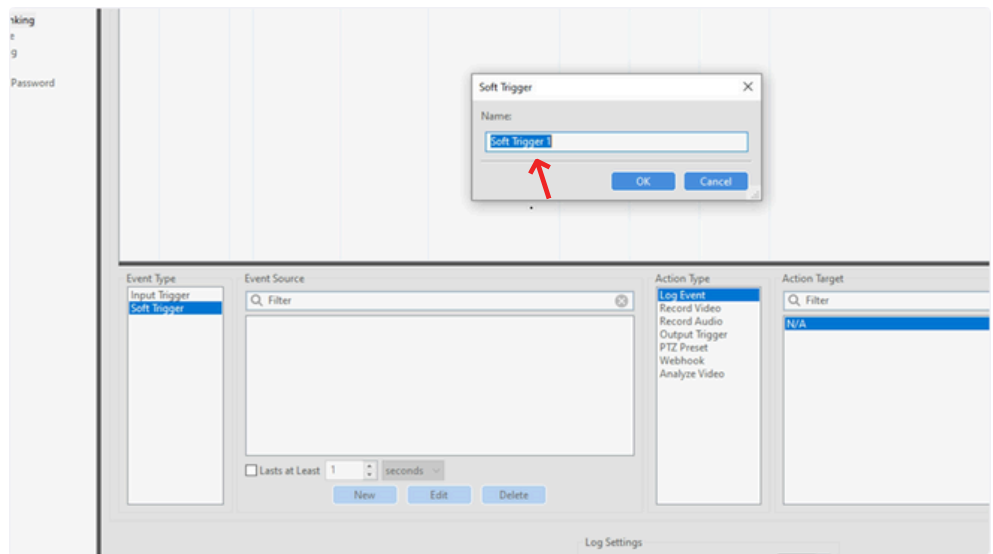 nking
e
g
Password
Soft Trigger
Name:
Soft Trigger 1
OK Cancel
Event Type
Input Trigger
Soft Trigger
Event Source
Filter
Lasts at Least 1 seconds
New Edit Delete
Action Type
Log Event
Record Video
Record Audio
Output Trigger
PTZ Preset
Webhook
Analyze Video
Action Target
Filter
N/A
Log Settings